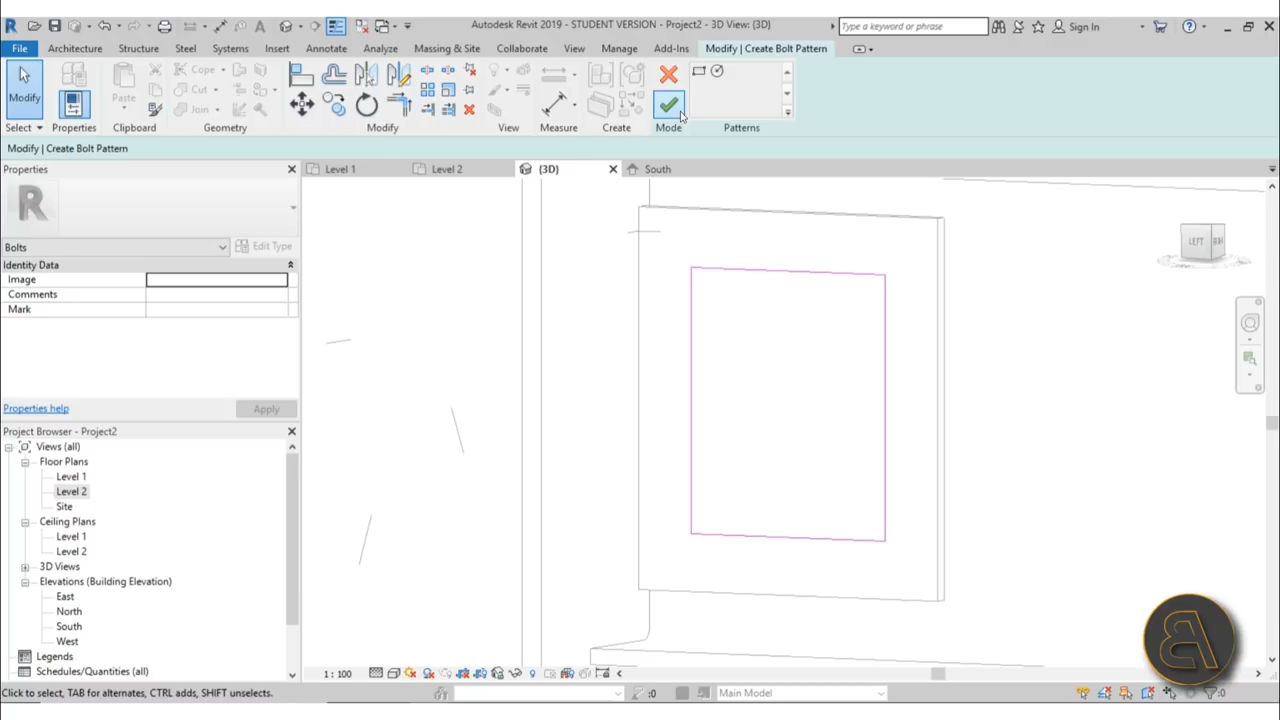 Autodesk Revit 2019 - STUDENT VERSION - Project2 - 3D View: {3D}
Type a keyword or phrase
Sign In
File Architecture Structure Steel Systems Insert Annotate Analyze Massing & Site Collaborate View Manage Add-Ins Modify | Create Bolt Pattern
Modify
Paste
Cope
Cut
Join
Select Properties Clipboard Geometry Modify View Measure Create Mode Patterns
Modify | Create Bolt Pattern
Properties
Level 1
Level 2
{3D}
South
LEFT
Bolts
Edit Type
Identity Data
Image
Comments
Mark
Properties help
Apply
Project Browser - Project2
Views (all)
Floor Plans
Level 1
Level 2
Site
Ceiling Plans
Level 1
Level 2
3D Views
Elevations (Building Elevation)
East
North
South
West
Legends
Schedules/Quantities (all)
1 : 100
Click to select, TAB for alternates, CTRL adds, SHIFT unselects.
:0
Main Model
:0